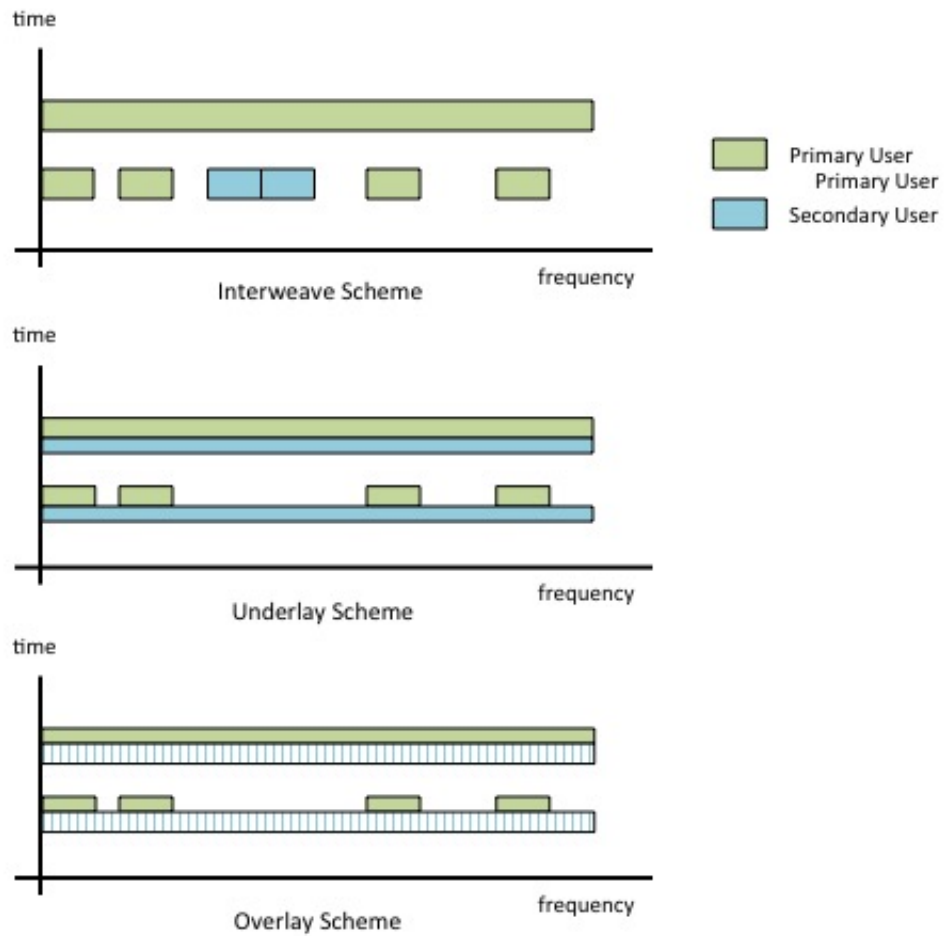 time
Primary User
Primary User
Secondary User
frequency
Interweave Scheme
time
frequency
Underlay Scheme
time
frequency
Overlay Scheme